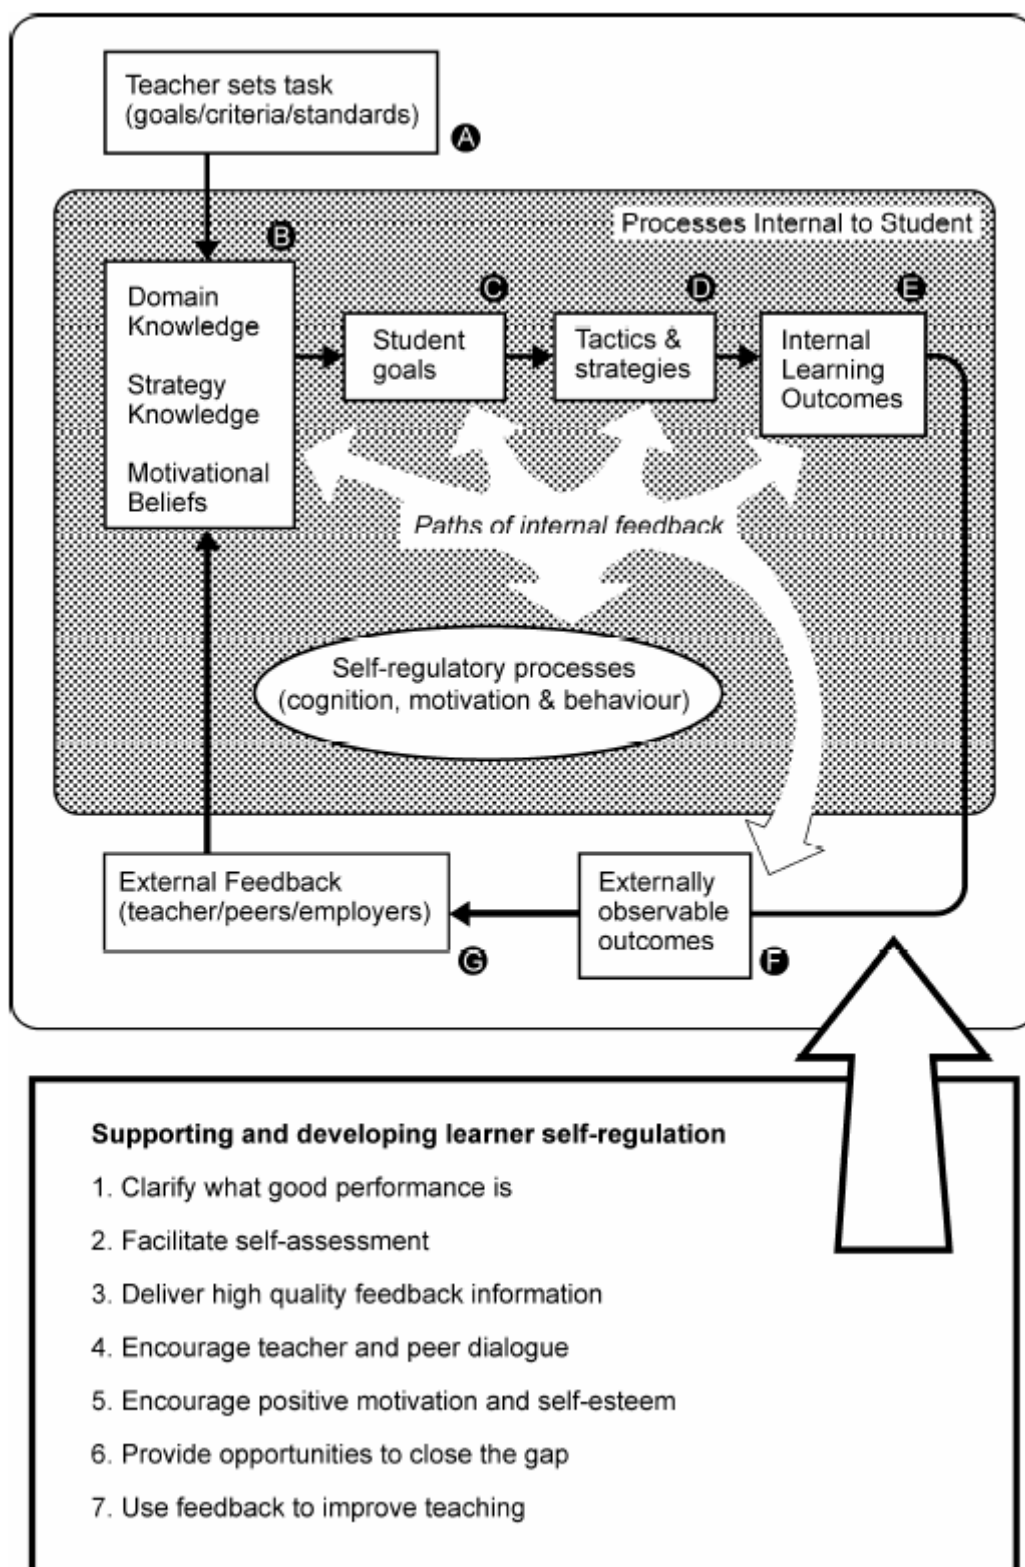 Teacher sets task
(goals/criteria/standards)
A
Processes Internal to Student
B
Domain
Knowledge
Strategy
Knowledge
Motivational
Beliefs
C
Student
goals
D
Tactics &
strategies
E
Internal
Learning
Outcomes
Paths of internal feedback
Self-regulatory processes
(cognition, motivation & behaviour)
External Feedback
(teacher/peers/employers)
G
Externally
observable
outcomes
F
Supporting and developing learner self-regulation
1. Clarify what good performance is
2. Facilitate self-assessment
3. Deliver high quality feedback information
4. Encourage teacher and peer dialogue
5. Encourage positive motivation and self-esteem
6. Provide opportunities to close the gap
7. Use feedback to improve teaching